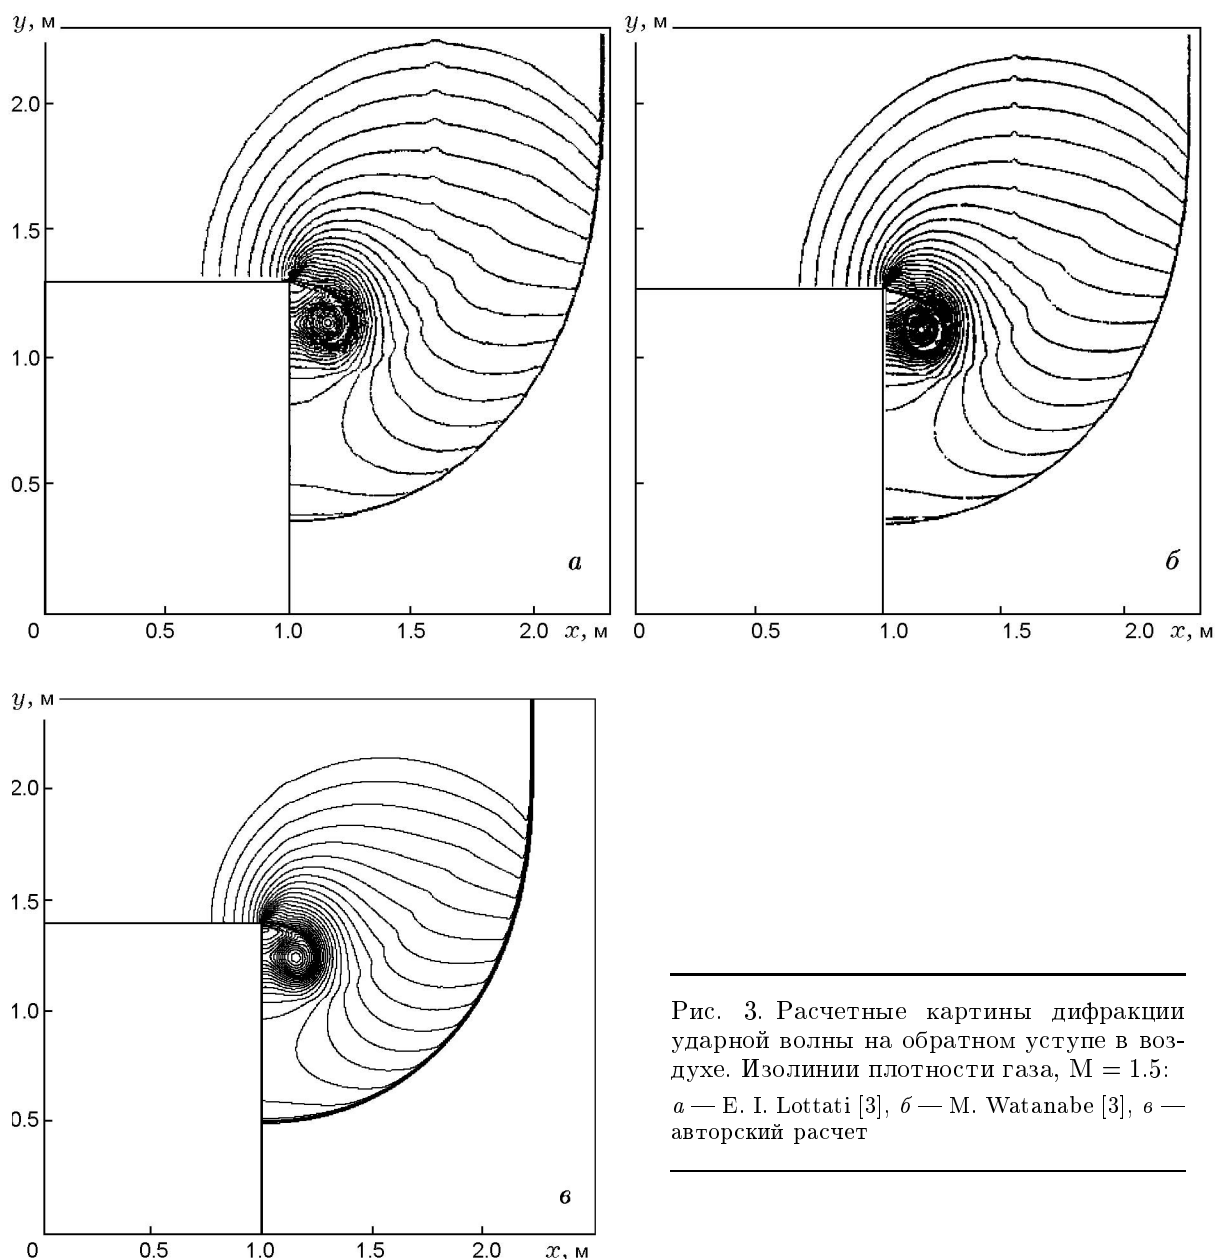 y, м
2.0
1.5
1.0
0.5
0
0.5
1.0
1.5
2.0
x, м
а
y, м
0
0.5
1.0
1.5
2.0
x, м
б
y, м
2.0
1.5
1.0
0.5
0
0.5
1.0
1.5
2.0
x, м
в
Рис. 3. Расчетные картины дифракции
ударной волны на обратном уступе в воз-
духе. Изолинии плотности газа, M = 1.5:
а — E. I. Lottati [3], б — M. Watanabe [3], в —
авторский расчет